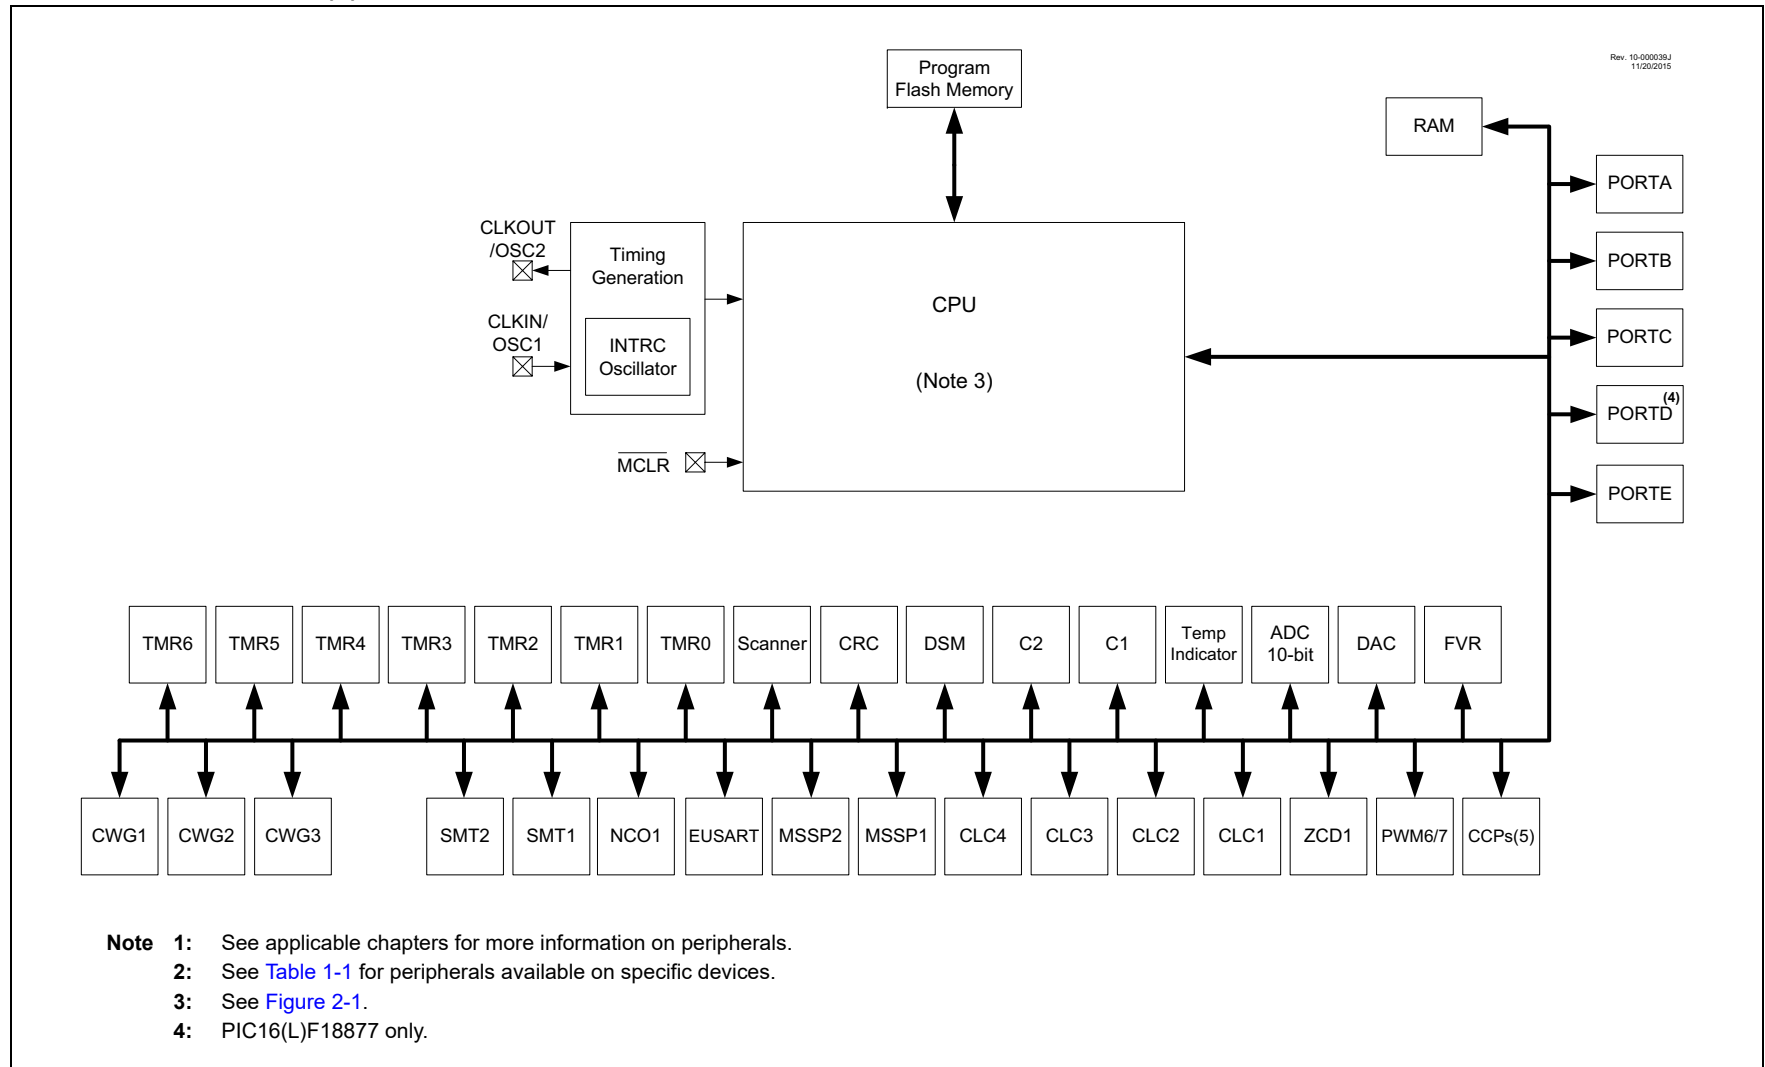 Rev. 10-000039J
11/20/2015
Program
Flash Memory
RAM
PORTA
CLKOUT
/OSC2
Timing
Generation
PORTB
CPU
CLKIN/
OSC1
INTRC
Oscillator
PORTC
(Note 3)
PORTD(4)
MCLR
PORTE
TMR6 TMR5 TMR4 TMR3 TMR2 TMR1 TMR0 Scanner CRC DSM C2 C1 Temp Indicator ADC 10-bit DAC FVR
CWG1 CWG2 CWG3 SMT2 SMT1 NCO1 EUSART MSSP2 MSSP1 CLC4 CLC3 CLC2 CLC1 ZCD1 PWM6/7 CCPs(5)
Note 1: See applicable chapters for more information on peripherals.
2: See Table 1-1 for peripherals available on specific devices.
3: See Figure 2-1.
4: PIC16(L)F18877 only.